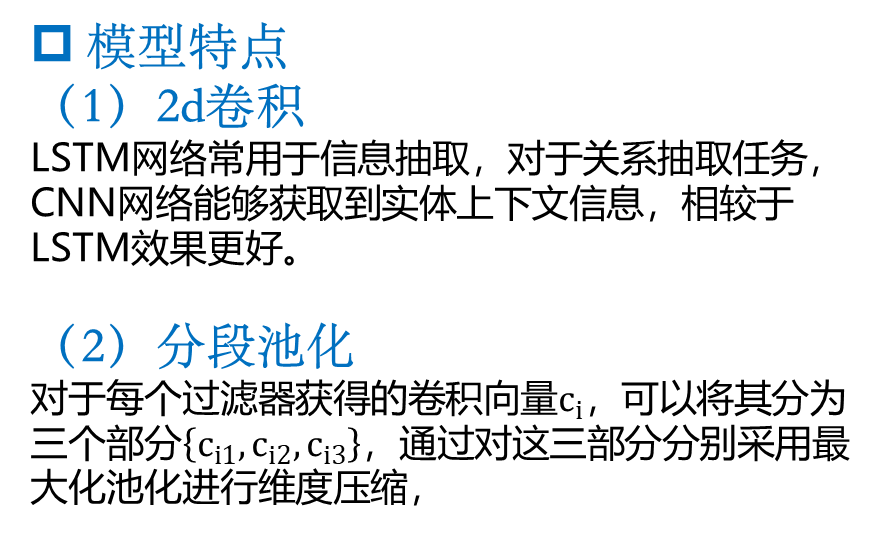 模型特点
（1）2d卷积
LSTM网络常用于信息抽取，对于关系抽取任务，
CNN网络能够获取到实体上下文信息，相较于
LSTM效果更好。
（2）分段池化
对于每个过滤器获得的卷积向量cᵢ，可以将其分为
三个部分{cᵢ₁,cᵢ₂,cᵢ₃}，通过对这三部分分别采用最
大化池化进行维度压缩，